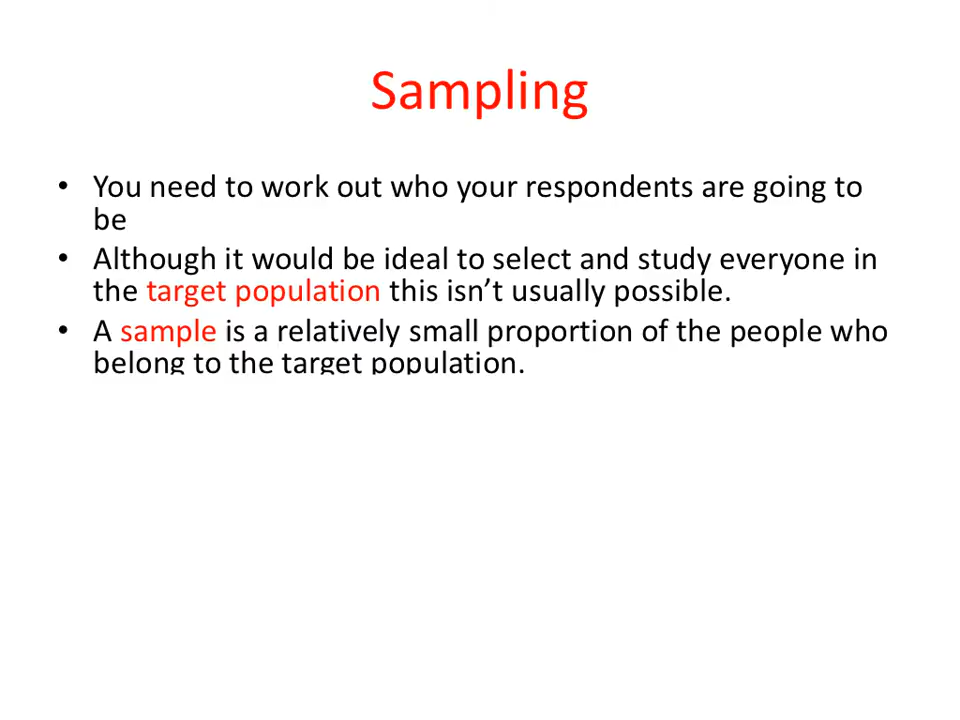 Sampling
• You need to work out who your respondents are going to
be
• Although it would be ideal to select and study everyone in
the target population this isn’t usually possible.
• A sample is a relatively small proportion of the people who
belong to the target population.